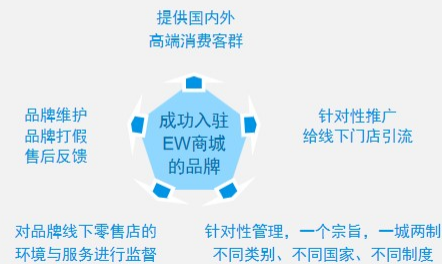 提供国内外
高端消费客群
品牌维护
品牌打假
售后反馈
成功入驻
EW商城
的品牌
针对性推广
给线下门店引流
对品牌线下零售店的
环境与服务进行监督
针对性管理，一个宗旨，一城两制
不同类别、不同国家、不同制度